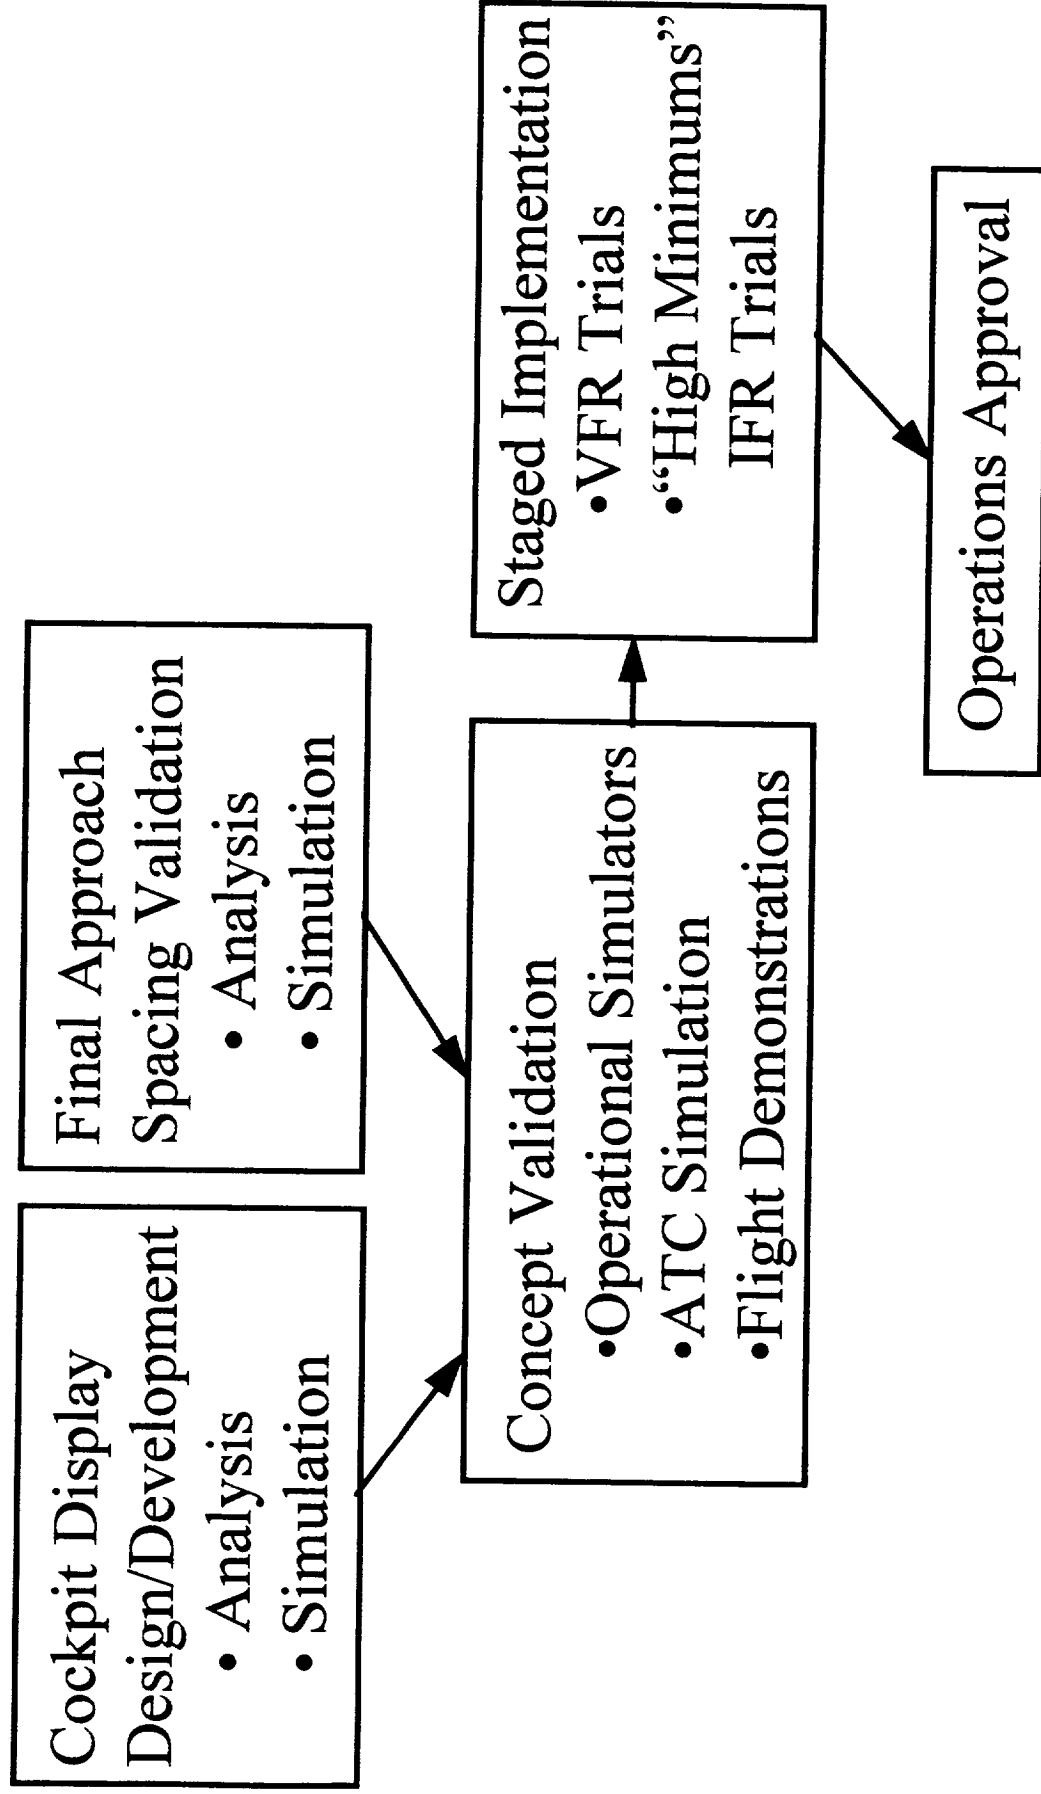 Cockpit Display
Design/Development
• Analysis
• Simulation
Final Approach
Spacing Validation
• Analysis
• Simulation
Concept Validation
•Operational Simulators
•ATC Simulation
•Flight Demonstrations
Staged Implementation
•VFR Trials
•“High Minimums”
IFR Trials
Operations Approval